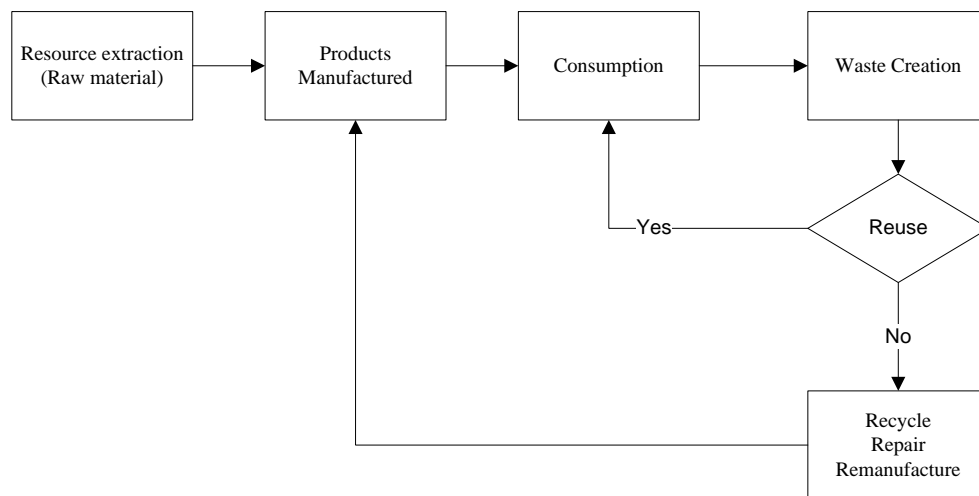 Resource extraction
(Raw material)
Products
Manufactured
Consumption
Waste Creation
Reuse
Yes
No
Recycle
Repair
Remanufacture